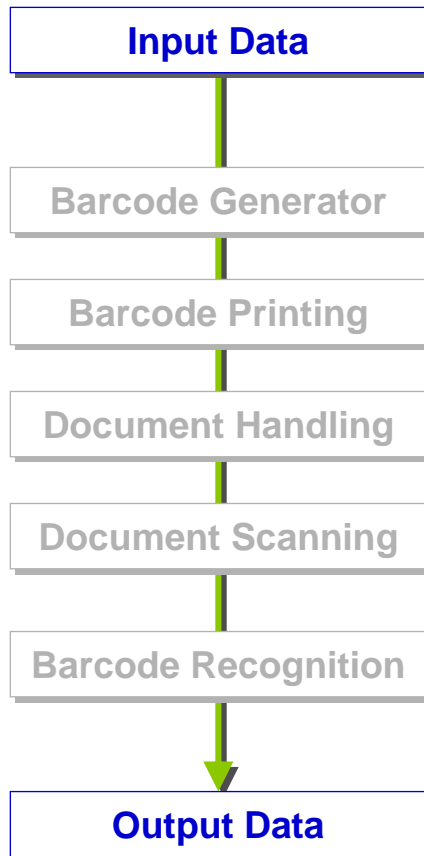 Input Data
Barcode Generator
Barcode Printing
Document Handling
Document Scanning
Barcode Recognition
Output Data